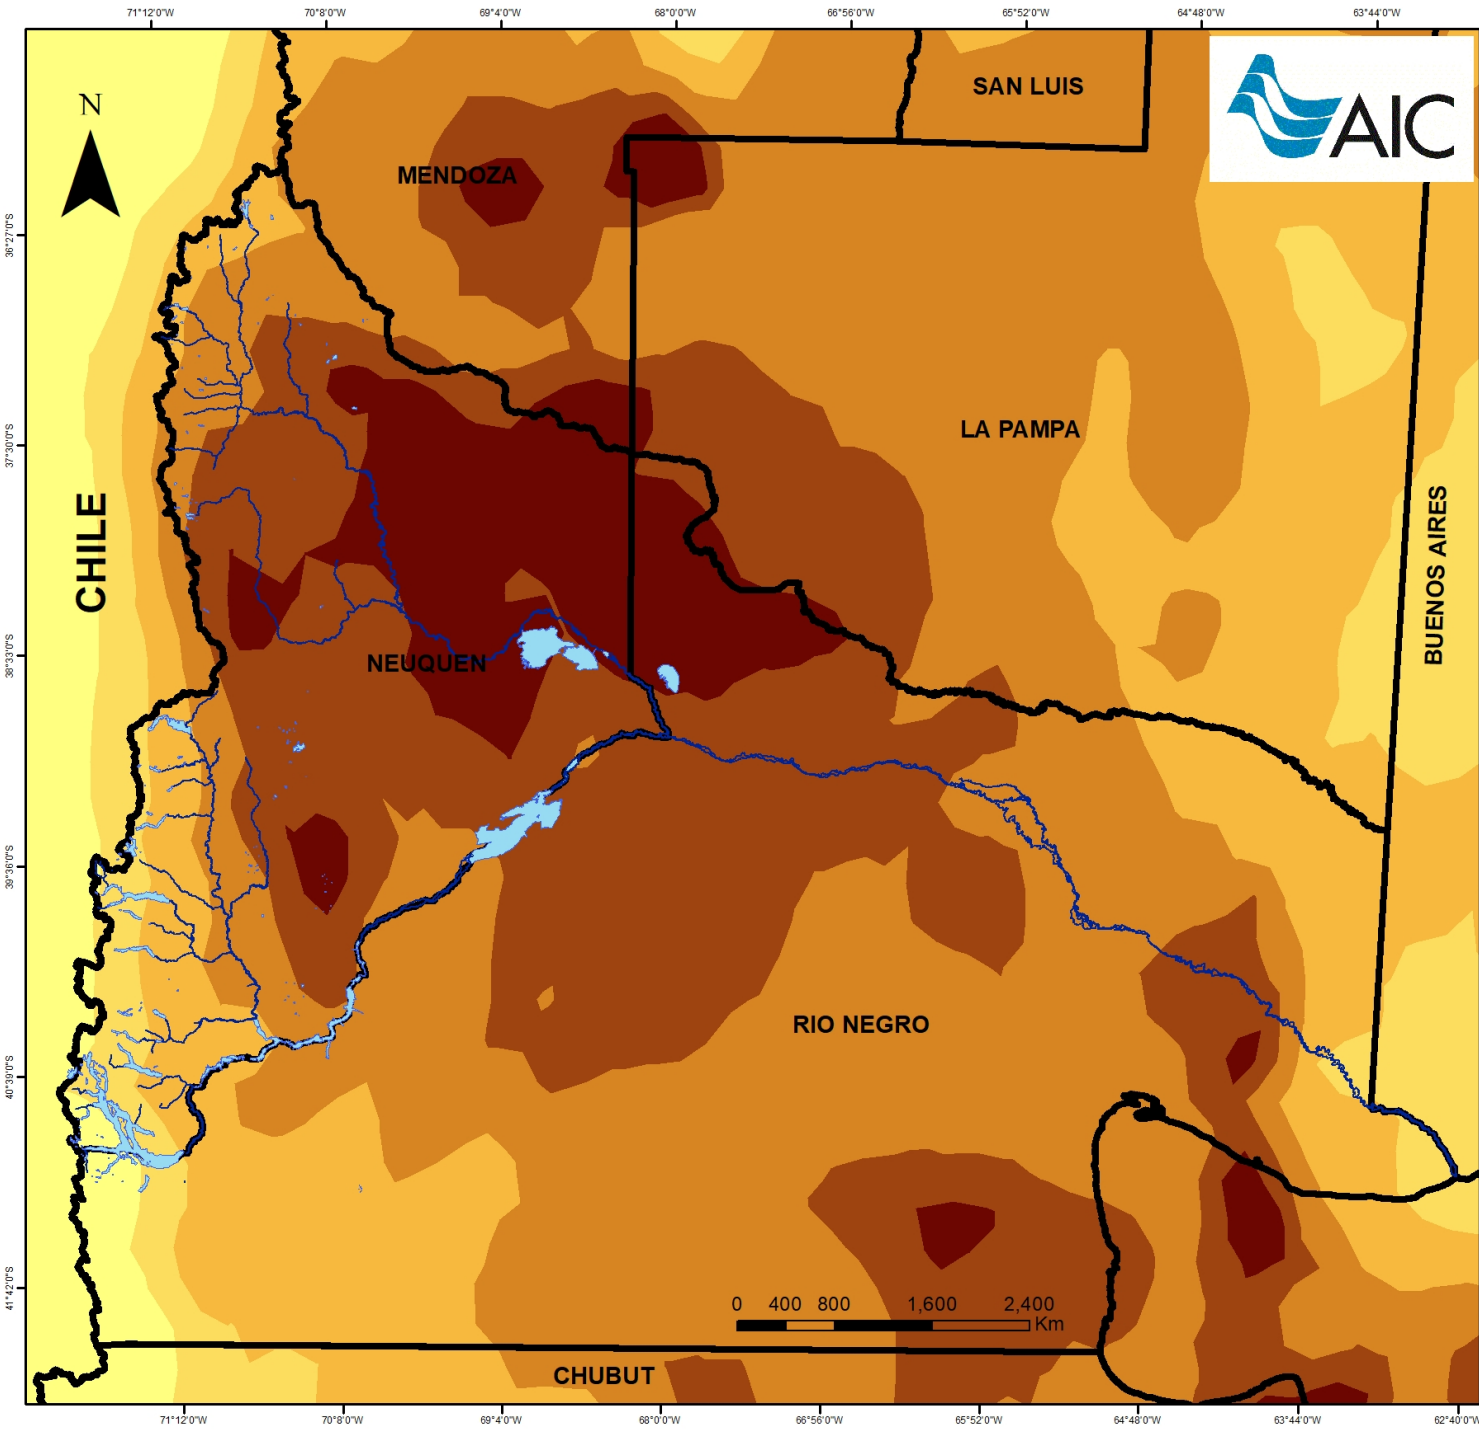 71°12'0"W 70°8'0"W 69°4'0"W 68°0'0"W 66°56'0"W 65°52'0"W 64°48'0"W 63°44'0"W
AIC
SAN LUIS
N
MENDOZA
36°27'0"S
LA PAMPA
37°30'0"S
CHILE
BUENOS AIRES
38°33'0"S
NEUQUEN
39°36'0"S
RIO NEGRO
40°39'0"S
41°42'0"S
0 400 800 1,600 2,400
Km
CHUBUT
71°12'0"W 70°8'0"W 69°4'0"W 68°0'0"W 66°56'0"W 65°52'0"W 64°48'0"W 63°44'0"W 62°40'0"W